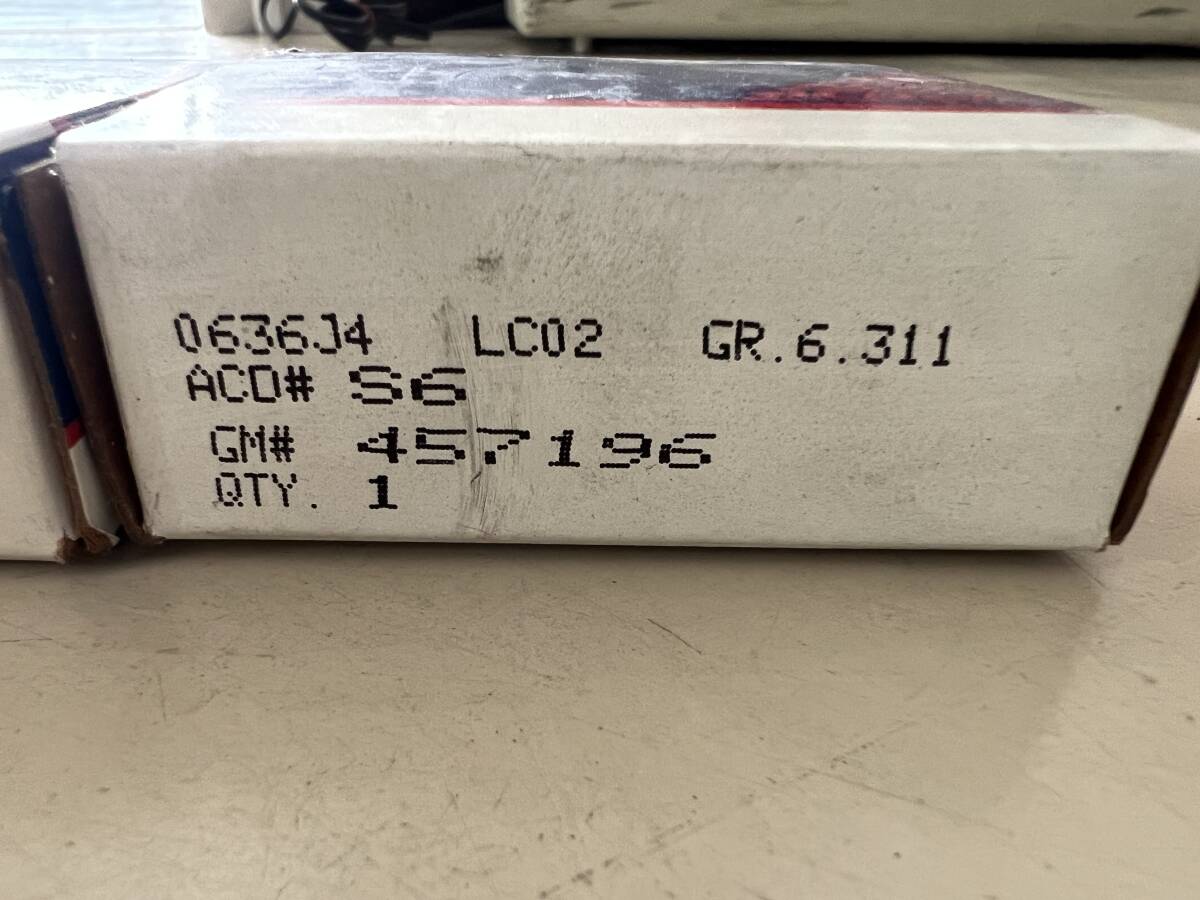 0636J4 LC02 GR.6.311
ACD# S6
GM# 457196
QTY. 1